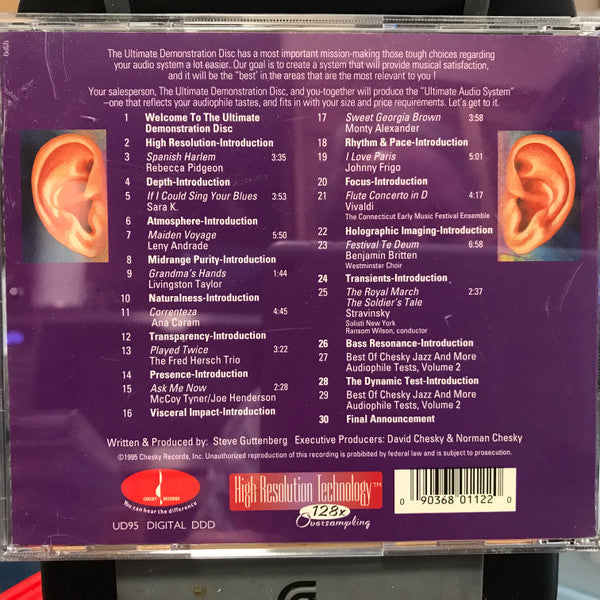 The Ultimate Demonstration Disc has a most important mission-making those tough choices regarding
your audio system a lot easier. Our goal is to create a system that will provide musical satisfaction,
and it will be the "best' in the areas that are the most relevant to you !
Your salesperson, The Ultimate Demonstration Disc, and you-together will produce the "Ultimate Audio System"
–one that reflects your audiophile tastes, and fits in with your size and price requirements. Let's get to it.
1 Welcome To The Ultimate
Demonstration Disc
2 High Resolution-Introduction
3 Spanish Harlem 3:35
Rebecca Pidgeon
4 Depth-Introduction
5 If I Could Sing Your Blues 3:53
Sara K.
6 Atmosphere-Introduction
7 Maiden Voyage 5:50
Leny Andrade
8 Midrange Purity-Introduction
9 Grandma's Hands 1:44
Livingston Taylor
10 Naturalness-Introduction
11 Correnteza 4:45
Ana Caram
12 Transparency-Introduction
13 Played Twice 3:22
The Fred Hersch Trio
14 Presence-Introduction
15 Ask Me Now 2:28
McCoy Tyner/Joe Henderson
16 Visceral Impact-Introduction
17 Sweet Georgia Brown 3:58
Monty Alexander
18 Rhythm & Pace-Introduction
19 I Love Paris 5:01
Johnny Frigo
20 Focus-Introduction
21 Flute Concerto in D 4:17
Vivaldi
The Connecticut Early Music Festival Ensemble
22 Holographic Imaging-Introduction
23 Festival Te Deum 6:58
Benjamin Britten
Westminster Choir
24 Transients-Introduction
25 The Royal March 2:37
The Soldier's Tale
Stravinsky
Solisti New York
Ransom Wilson, conductor
26 Bass Resonance-Introduction
27 Best Of Chesky Jazz And More
Audiophile Tests, Volume 2
28 The Dynamic Test-Introduction
29 Best Of Chesky Jazz And More
Audiophile Tests, Volume 2
30 Final Announcement
Written & Produced by: Steve Guttenberg Executive Producers: David Chesky & Norman Chesky
©1995 Chesky Records, Inc. Unauthorized reproduction of this recording is prohibited by federal law and is subject to prosecution.
CHESKY
RECORDS
You can hear the difference
UD95 DIGITAL DDD
High Resolution Technology™
128x
Oversampling
0 90368 01122 0